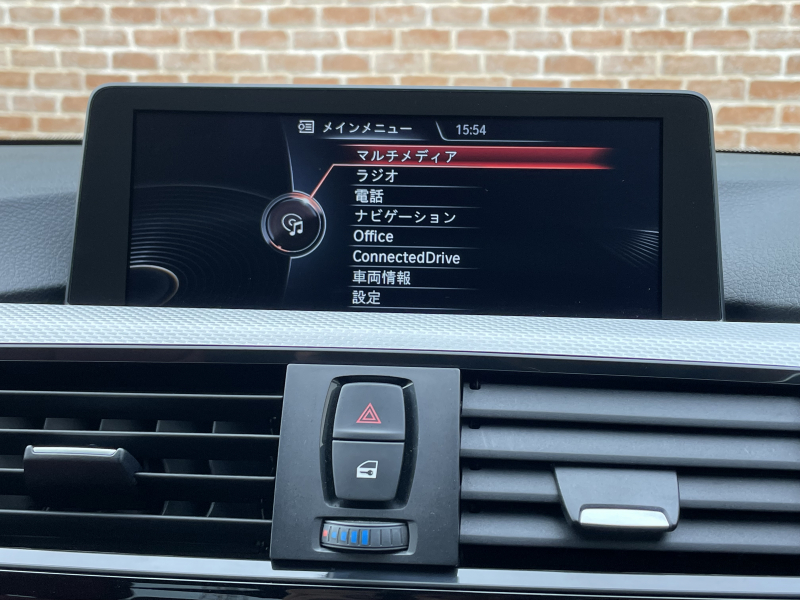 メインメニュー 15:54
マルチメディア
ラジオ
電話
ナビゲーション
Office
ConnectedDrive
車両情報
設定